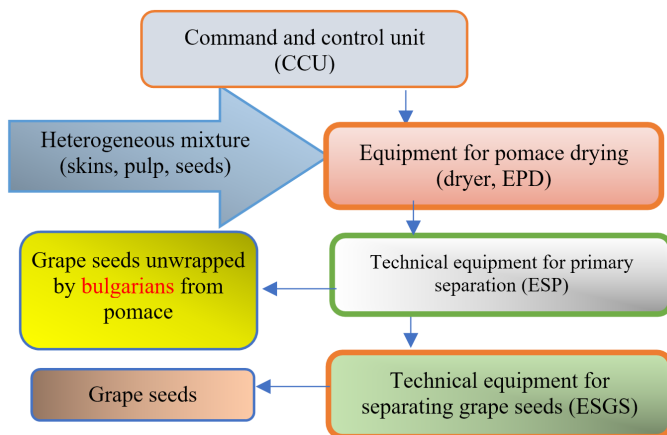 Command and control unit
(CCU)
Heterogeneous mixture
(skins, pulp, seeds)
Equipment for pomace drying
(dryer, EPD)
Grape seeds unwrapped
by bulgarians from
pomace
Technical equipment for primary
separation (ESP)
Grape seeds
Technical equipment for
separating grape seeds (ESGS)